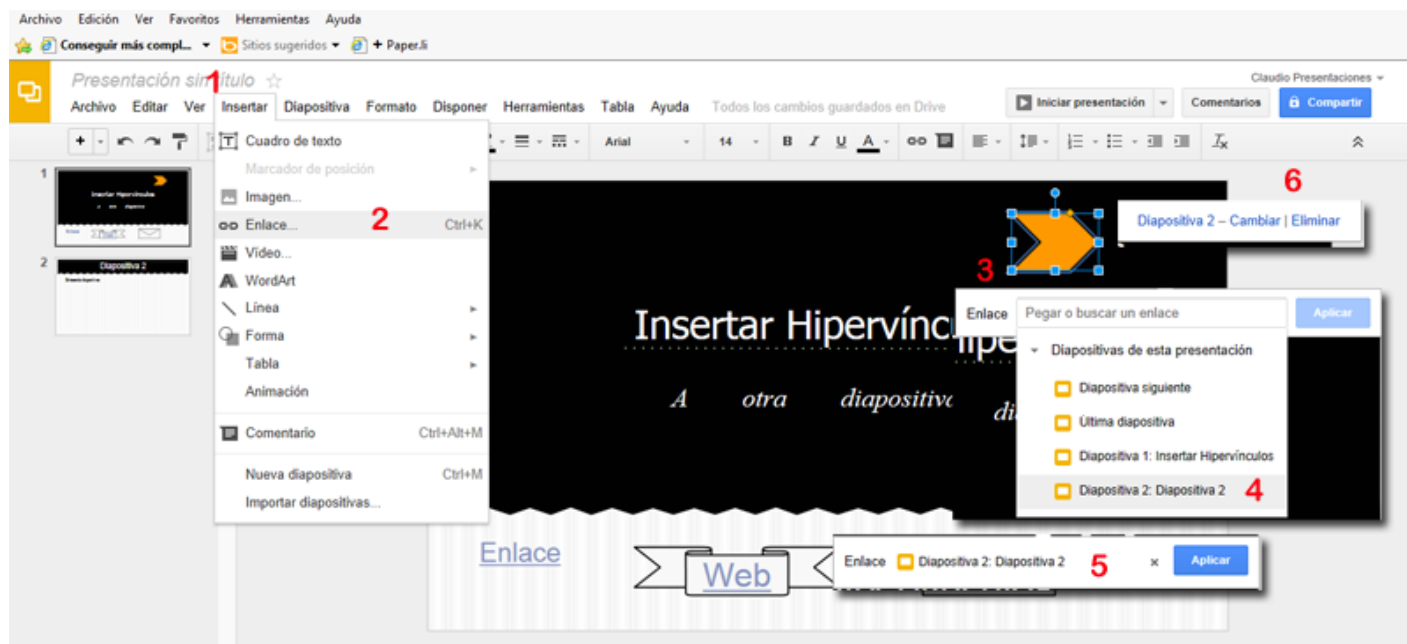 Archivo Edición Ver Favoritos Herramientas Ayuda
Conseguir más compl... Sitios sugeridos + Paper.li
1
Presentación sin título
Claudio Presentaciones
Archivo Editar Ver Insertar Diapositiva Formato Disponer Herramientas Tabla Ayuda Todos los cambios guardados en Drive Iniciar presentación Comentarios Compartir
Arial 14 B I U A
Cuadro de texto
Marcador de posición
Imagen...
Enlace... 2 Ctrl+K
Vídeo...
WordArt
Línea
Forma
Tabla
Animación
Comentario Ctrl+Alt+M
Nueva diapositiva Ctrl+M
Importar diapositivas...
1
Insertar Hipervínculos
2
Diapositiva 2
6
Diapositiva 2 – Cambiar | Eliminar
3
Enlace Pegar o buscar un enlace Aplicar
Diapositivas de esta presentación
Diapositiva siguiente
Última diapositiva
Diapositiva 1: Insertar Hipervínculos
Diapositiva 2: Diapositiva 2 4
Insertar Hipervínc
A otra diapositiva
Enlace
Web
Enlace Diapositiva 2: Diapositiva 2 5 x Aplicar